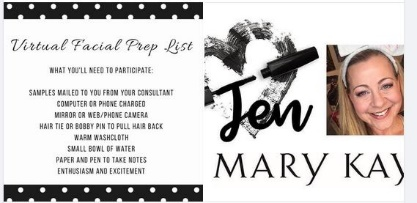 Virtual Facial Prep List
WHAT YOU'LL NEED TO PARTICIPATE:
SAMPLES MAILED TO YOU FROM YOUR CONSULTANT
COMPUTER OR PHONE CHARGED
MIRROR OR WEB/PHONE CAMERA
HAIR TIE OR BOBBY PIN TO PULL HAIR BACK
WARM WASHCLOTH
SMALL BOWL OF WATER
PAPER AND PEN TO TAKE NOTES
ENTHUSIASM AND EXCITEMENT
Jen
MARY KAY